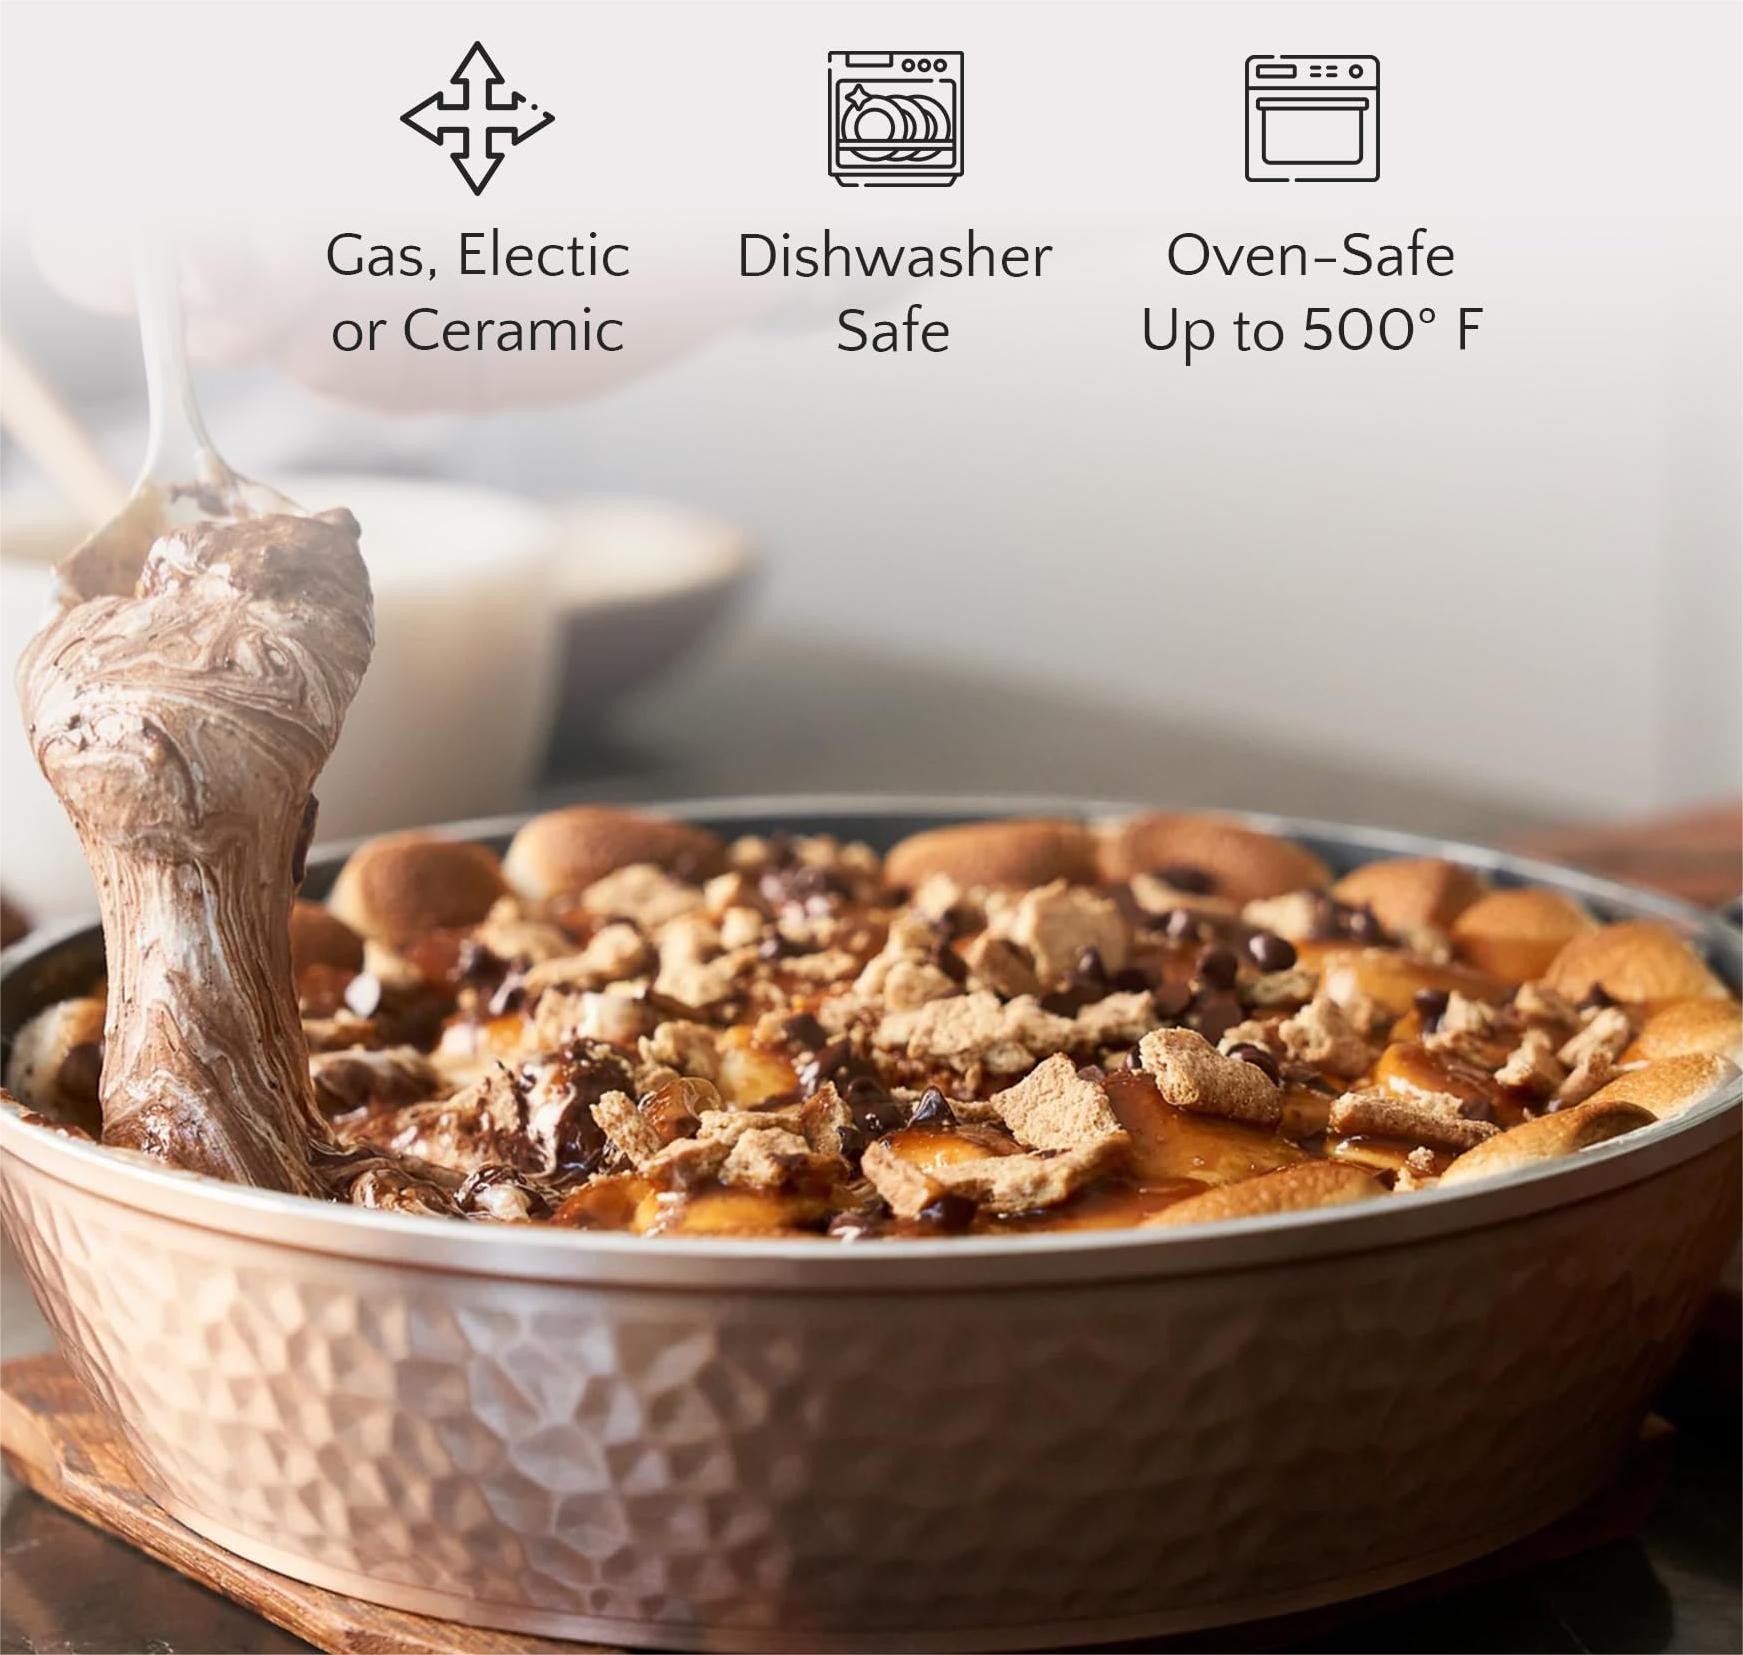 Gas, Electic
or Ceramic
Dishwasher
Safe
Oven-Safe
Up to 500° F